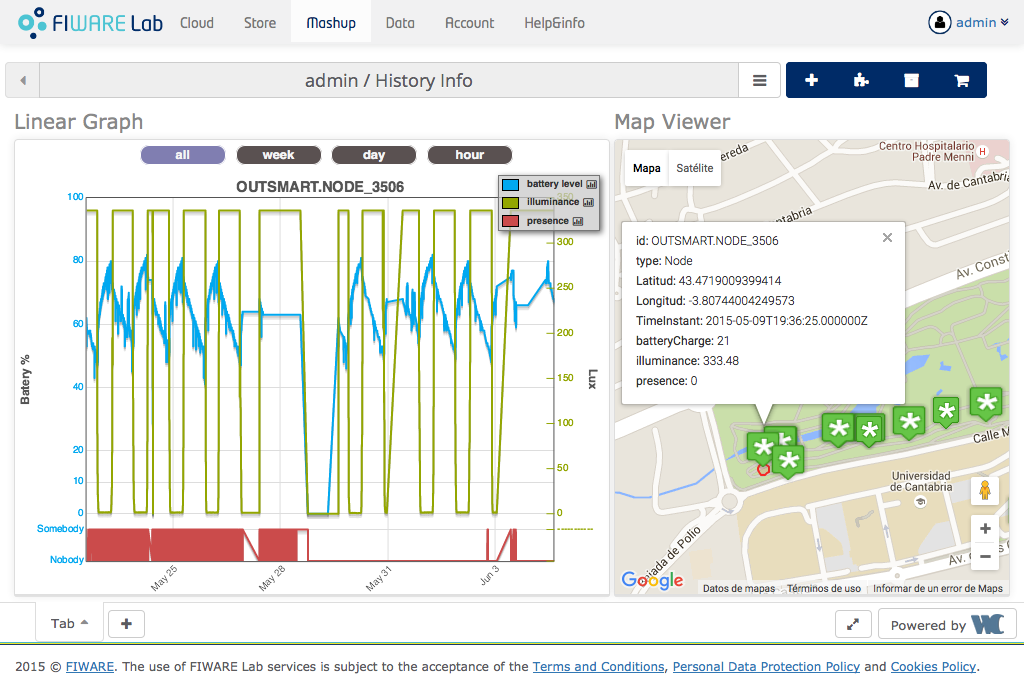 FIWARE Lab
Cloud
Store
Mashup
Data
Account
Help&info
admin
admin / History Info
Linear Graph
all
week
day
hour
OUTSMART.NODE_3506
battery level
illuminance
presence
100
80
60
40
20
10
0
Batery %
300
250
200
150
100
50
0
Lux
Somebody
Nobody
May 25
May 28
May 31
Jun 3
Map Viewer
Mapa
Satélite
Centro Hospitalario
Padre Menni
H
Av. de Cantabria
Av. Const
id: OUTSMART.NODE_3506
type: Node
Latitud: 43.4719009399414
Longitud: -3.80744004249573
TimeInstant: 2015-05-09T19:36:25.000000Z
batteryCharge: 21
illuminance: 333.48
presence: 0
Calle M
Universidad
de Cantabria
jada de Polio
Google
Datos de mapas
Términos de uso
Informar de un error de Maps
Tab
Powered by WC
2015 © FIWARE. The use of FIWARE Lab services is subject to the acceptance of the Terms and Conditions, Personal Data Protection Policy and Cookies Policy.